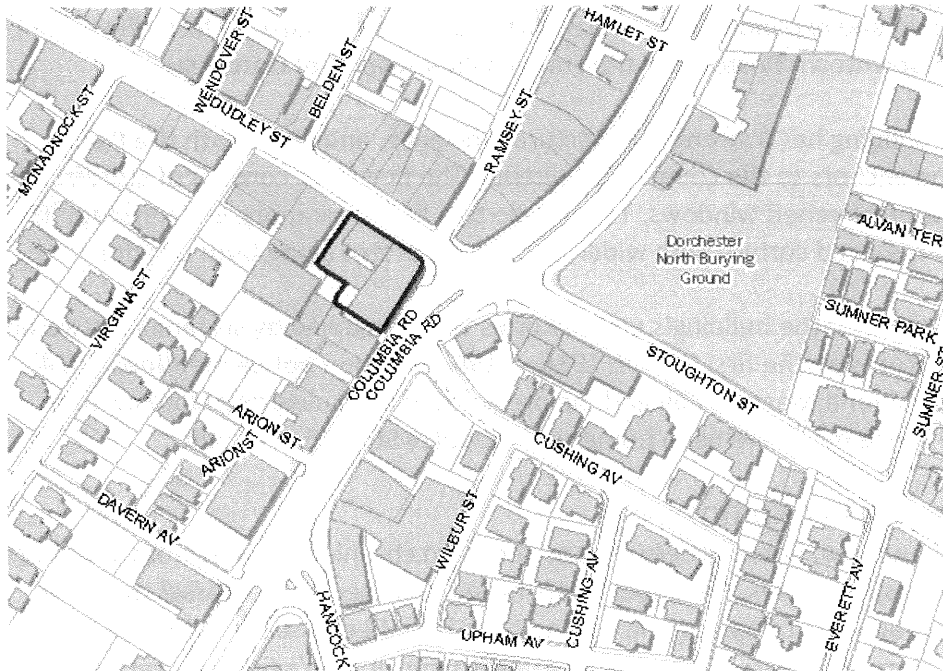 HAMLET ST
WENDOVER ST
BELDEN ST
DUDLEY ST
MONADNOCK ST
RAMSEY ST
Dorchester
North Burying
Ground
ALVAN TER
VIRGINIA ST
COLUMBIA RD
COLUMBIA RD
SUMNER PARK
STOUGHTON ST
SUMNER
ARION ST
ARION ST
CUSHING AV
DAVERN AV
WILBUR ST
CUSHING AV
EVERETT AV
HANCOCK
UPHAM AV